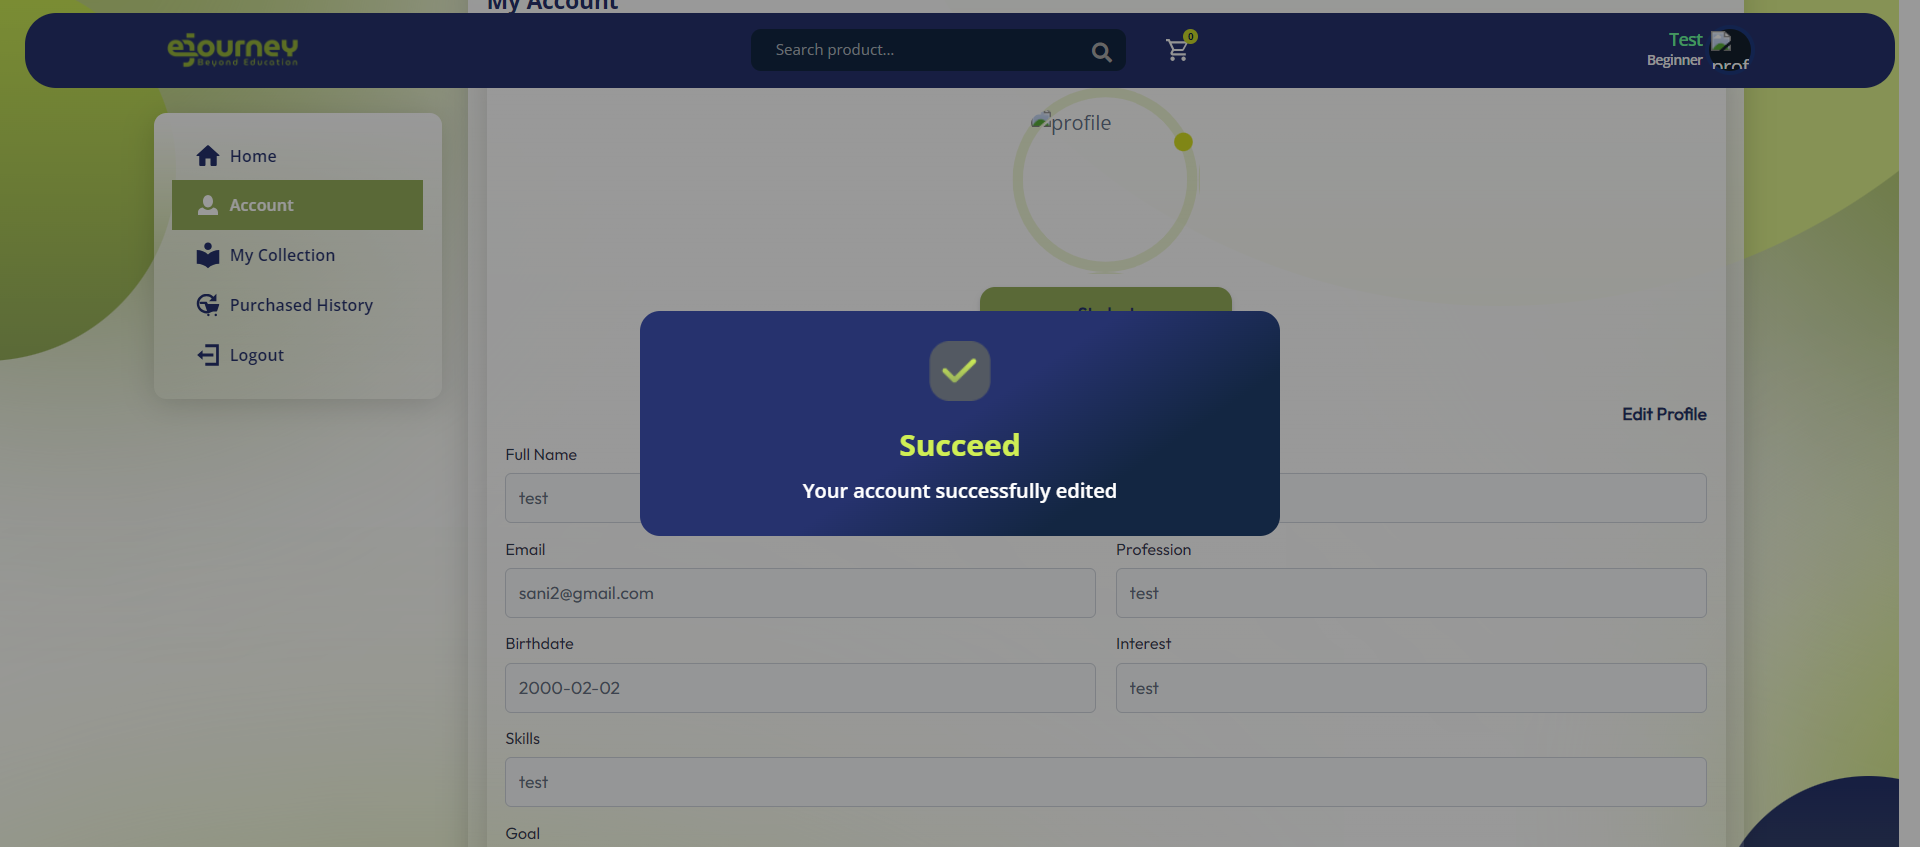 My Account
ejourney
Beyond Education
Search product...
0
Test
Beginner
prof
profile
Home
Account
My Collection
Purchased History
Logout
Succeed
Your account successfully edited
Edit Profile
Full Name
test
Email
Profession
sani2@gmail.com
test
Birthdate
Interest
2000-02-02
test
Skills
test
Goal